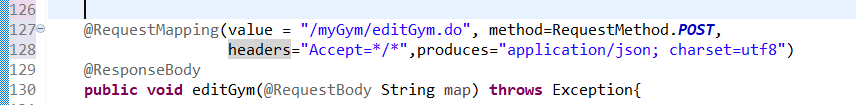 126
127 @RequestMapping(value = "/myGym/editGym.do", method=RequestMethod.POST,
128 headers="Accept=*/*",produces="application/json; charset=utf8")
129 @ResponseBody
130 public void editGym(@RequestBody String map) throws Exception{